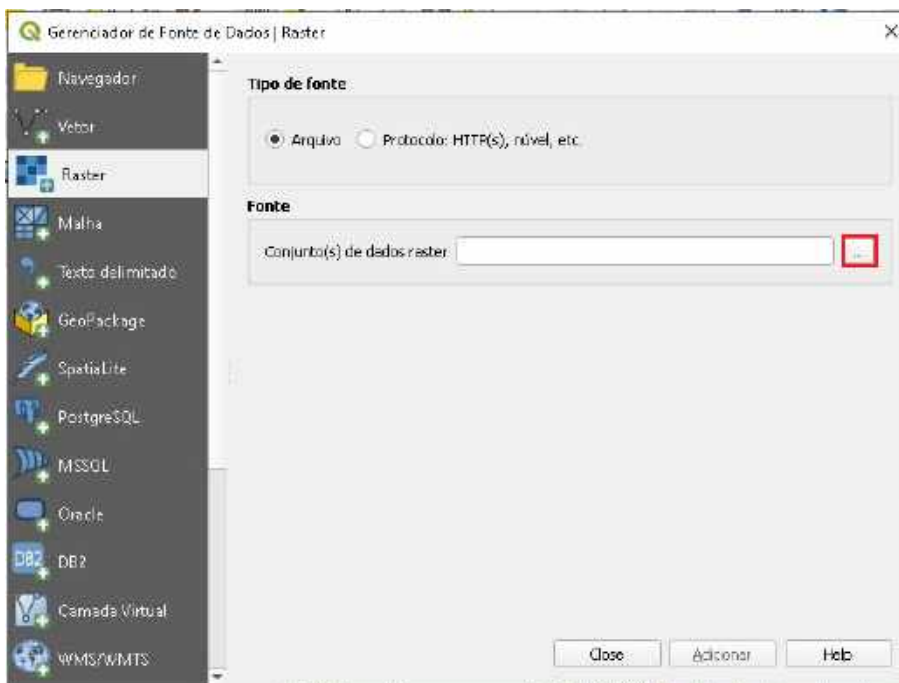 Gerenciador de Fonte de Dados | Raster
Navegador
Vetor
Raster
Malha
Texto delimitado
GeoPackage
SpatiaLite
PostgreSQL
MSSQL
Oracle
DB2
Camada Virtual
WMS/WMTS
Tipo de fonte
Arquivo
Protocolo: HTTP(s), núvel, etc.
Fonte
Conjunto(s) de dados raster
...
Close
Adicionar
Help